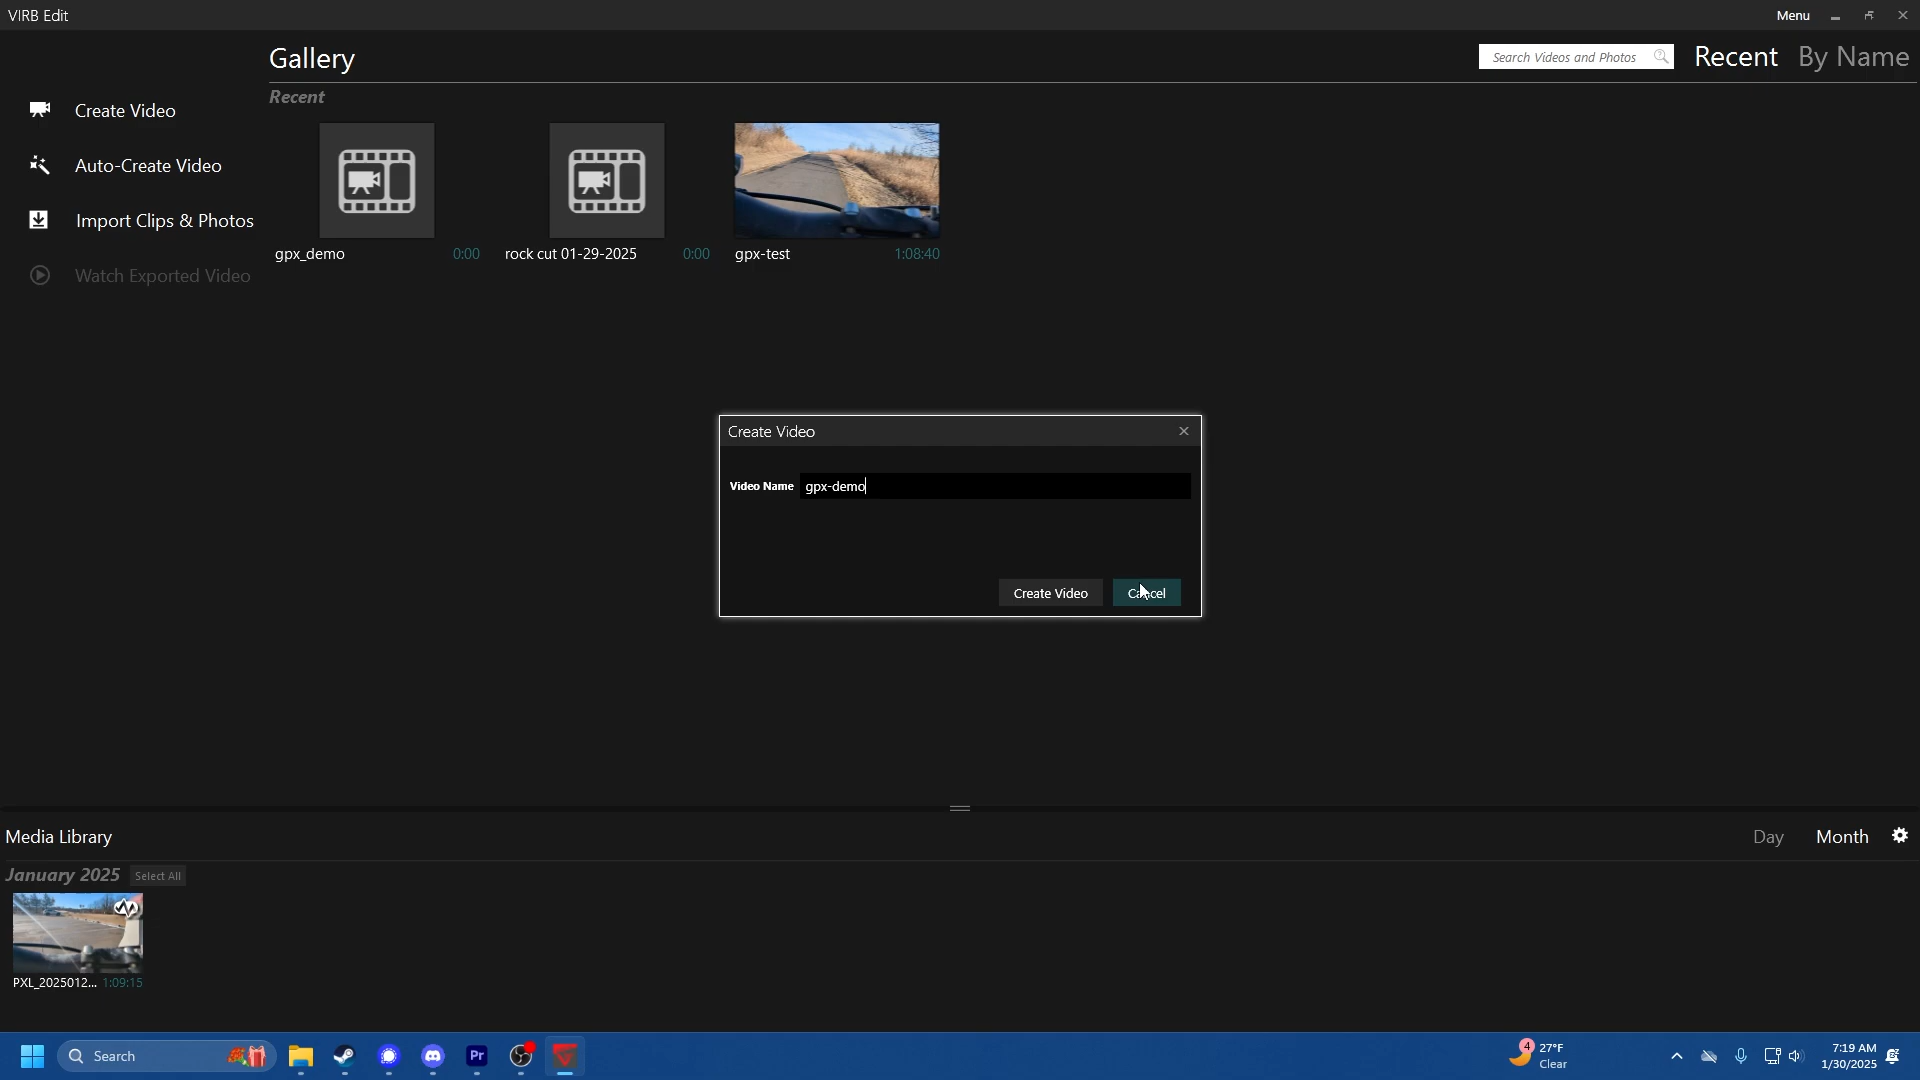 VIRB Edit
Menu
Gallery
Search Videos and Photos
Recent By Name
Recent
Create Video
Auto-Create Video
Import Clips & Photos
Watch Exported Video
gpx_demo 0:00
rock cut 01-29-2025 0:00
gpx-test 1:08:40
Create Video
Video Name gpx-demo
Create Video Cancel
Media Library
Day Month
January 2025 Select All
PXL_2025012... 1:09:15
Search
Pr
4
27°F
Clear
7:19 AM
1/30/2025